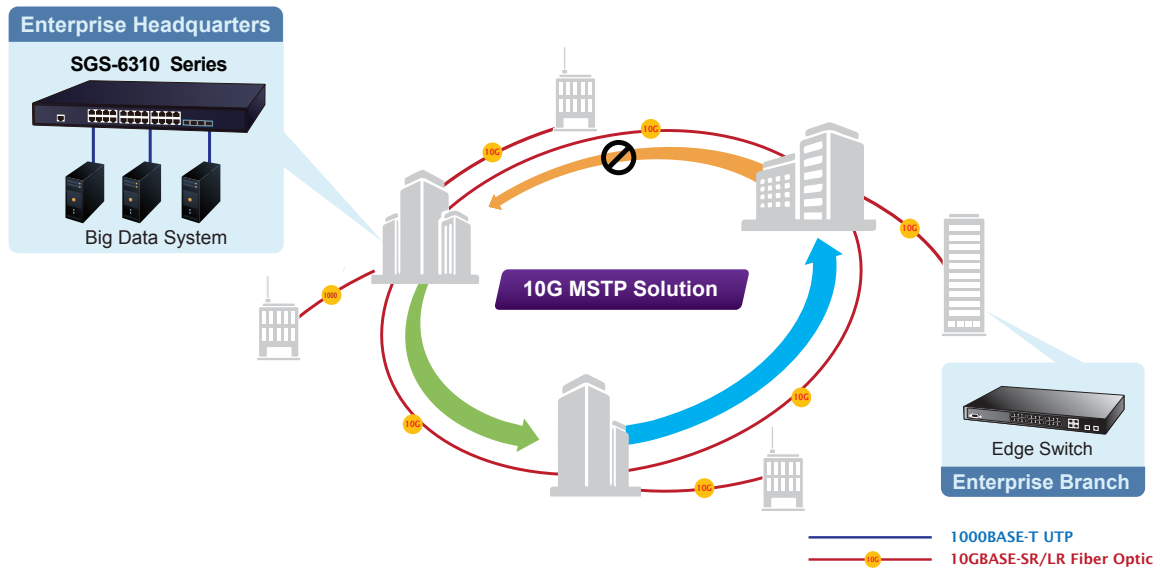 Enterprise Headquarters
SGS-6310 Series
Big Data System
10G
10G
10G
10G
1000
10G MSTP Solution
10G
10G
10G
Edge Switch
Enterprise Branch
1000BASE-T UTP
10G
10GBASE-SR/LR Fiber Optic